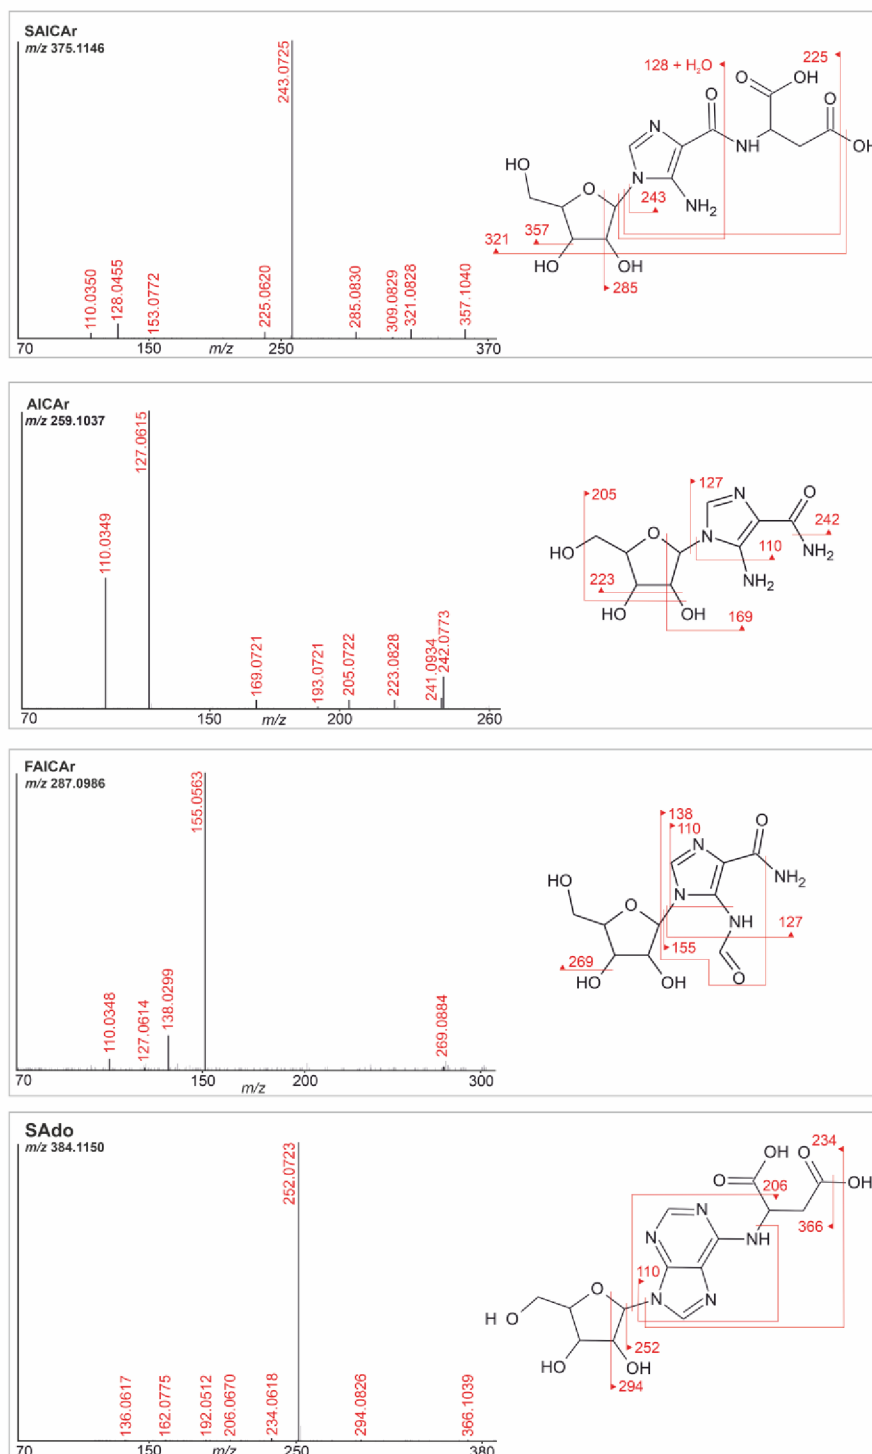 SAICAr
m/z 375.1146
110.0350
128.0455
153.0772
225.0620
243.0725
285.0830
309.0829
321.0828
357.1040
70
150
m/z
250
370
128 + H₂O
225
O
OH
O
O
N
NH
OH
HO
O
N
NH₂
243
357
321
HO
OH
285
AICAr
m/z 259.1037
110.0349
127.0615
169.0721
193.0721
205.0722
223.0828
241.0934
242.0773
70
150
m/z
200
260
205
127
N
O
242
O
N
110
NH₂
HO
NH₂
223
HO
OH
169
FAICAr
m/z 287.0986
110.0348
127.0614
138.0299
155.0563
269.0884
70
150
m/z
200
300
138
110
O
N
NH₂
HO
O
N
NH
127
155
269
HO
OH
O
SAdo
m/z 384.1150
136.0617
162.0775
192.0512
206.0670
234.0618
252.0723
294.0826
366.1039
70
150
m/z
250
380
234
OH
O
O
206
OH
N
366
N
NH
110
O
N
N
H O
252
HO
OH
294